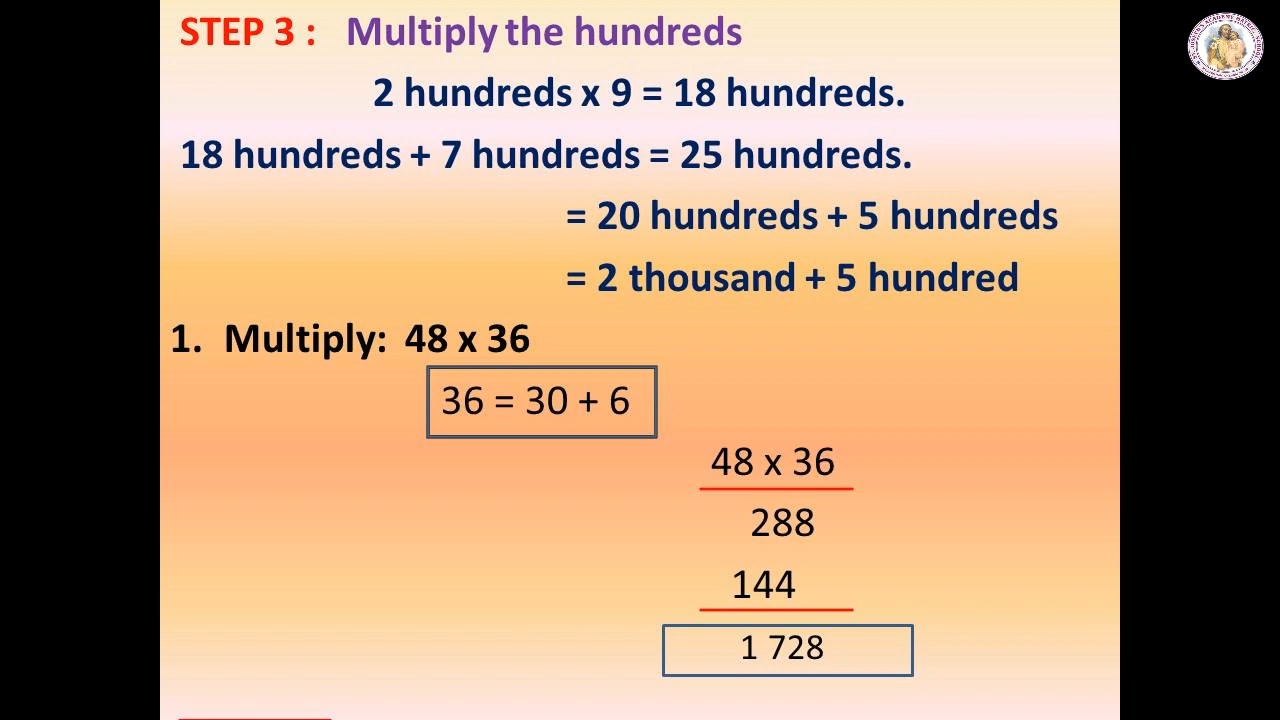 STEP 3 : Multiply the hundreds
2 hundreds x 9 = 18 hundreds.
18 hundreds + 7 hundreds = 25 hundreds.
= 20 hundreds + 5 hundreds
= 2 thousand + 5 hundred
1. Multiply: 48 x 36
36 = 30 + 6
48 x 36
288
144
1 728